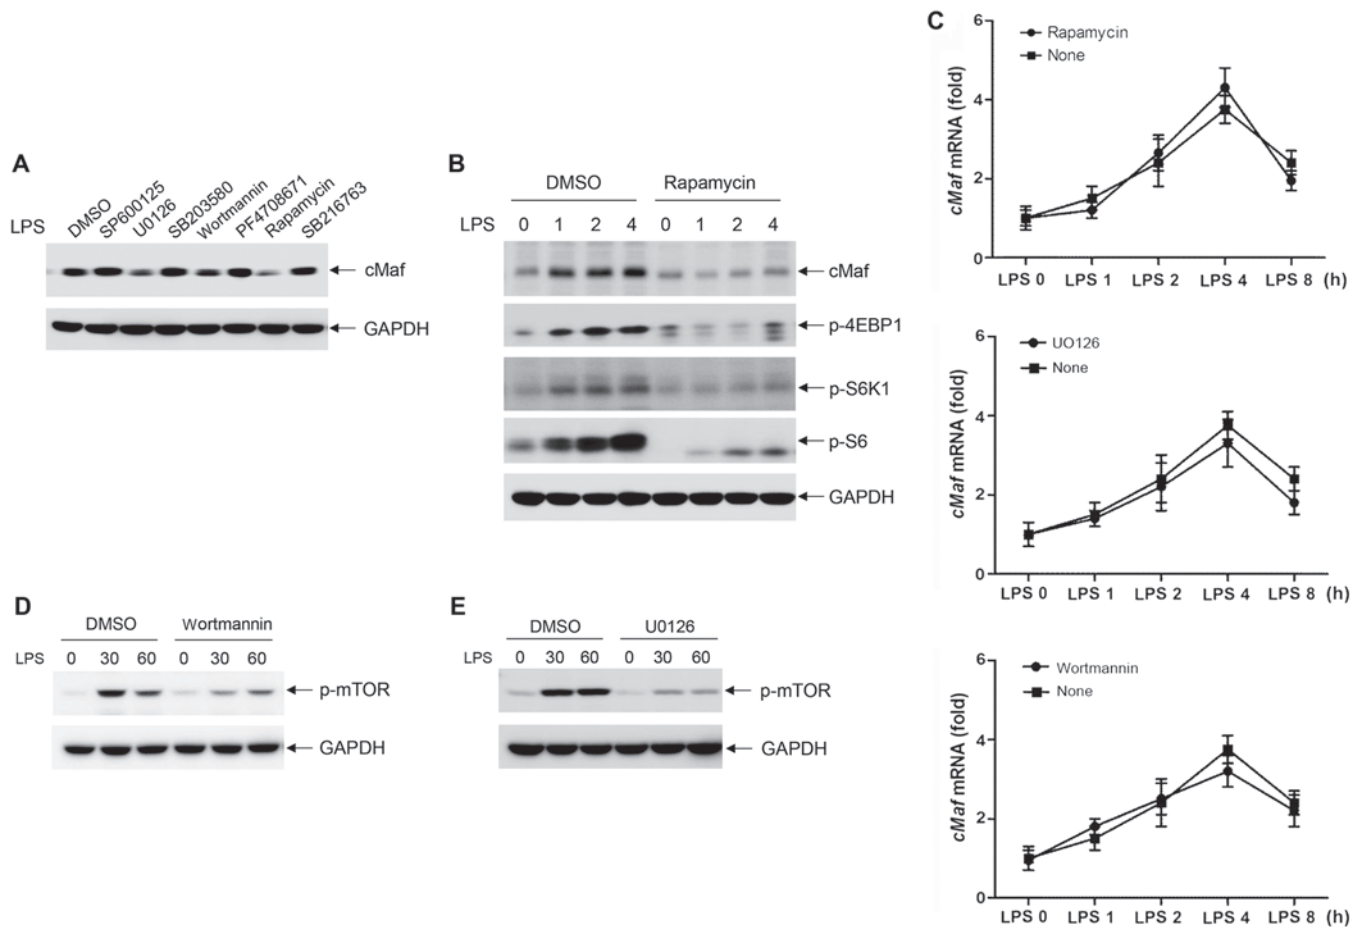 A
LPS DMSO SP600125 U0126 SB203580 Wortmannin PF4708671 Rapamycin SB216763
cMaf
GAPDH
B
DMSO Rapamycin
LPS 0 1 2 4 0 1 2 4
cMaf
p-4EBP1
p-S6K1
p-S6
GAPDH
C
Rapamycin
None
cMaf mRNA (fold)
6
4
2
0
LPS 0 LPS 1 LPS 2 LPS 4 LPS 8 (h)
UO126
None
cMaf mRNA (fold)
6
4
2
0
LPS 0 LPS 1 LPS 2 LPS 4 LPS 8 (h)
Wortmannin
None
cMaf mRNA (fold)
6
4
2
0
LPS 0 LPS 1 LPS 2 LPS 4 LPS 8 (h)
D
DMSO Wortmannin
LPS 0 30 60 0 30 60
p-mTOR
GAPDH
E
DMSO U0126
LPS 0 30 60 0 30 60
p-mTOR
GAPDH